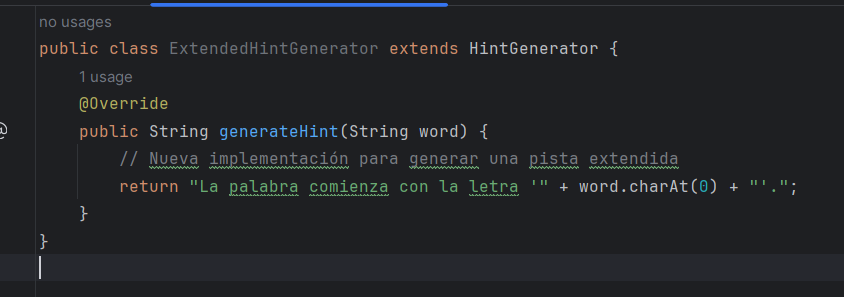 no usages
public class ExtendedHintGenerator extends HintGenerator {
1 usage
@Override
public String generateHint(String word) {
// Nueva implementación para generar una pista extendida
return "La palabra comienza con la letra '" + word.charAt(0) + "'.";
}
}